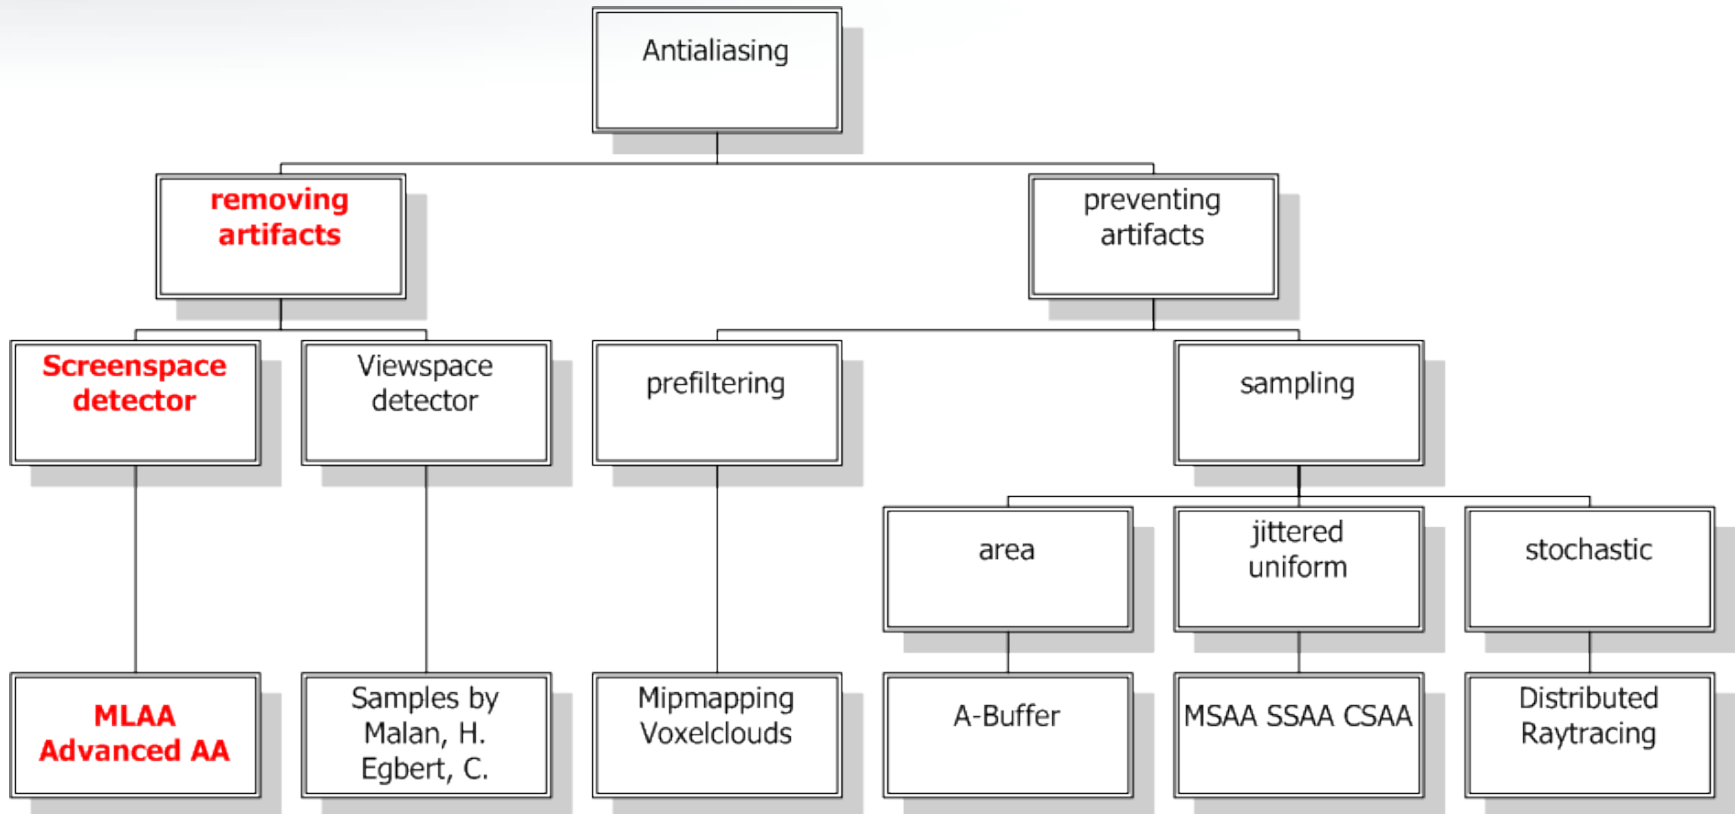 Antialiasing
removing
artifacts
preventing
artifacts
Screenspace
detector
Viewspace
detector
prefiltering
sampling
area
jittered
uniform
stochastic
MLAA
Advanced AA
Samples by
Malan, H.
Egbert, C.
Mipmapping
Voxelclouds
A-Buffer
MSAA SSAA CSAA
Distributed
Raytracing